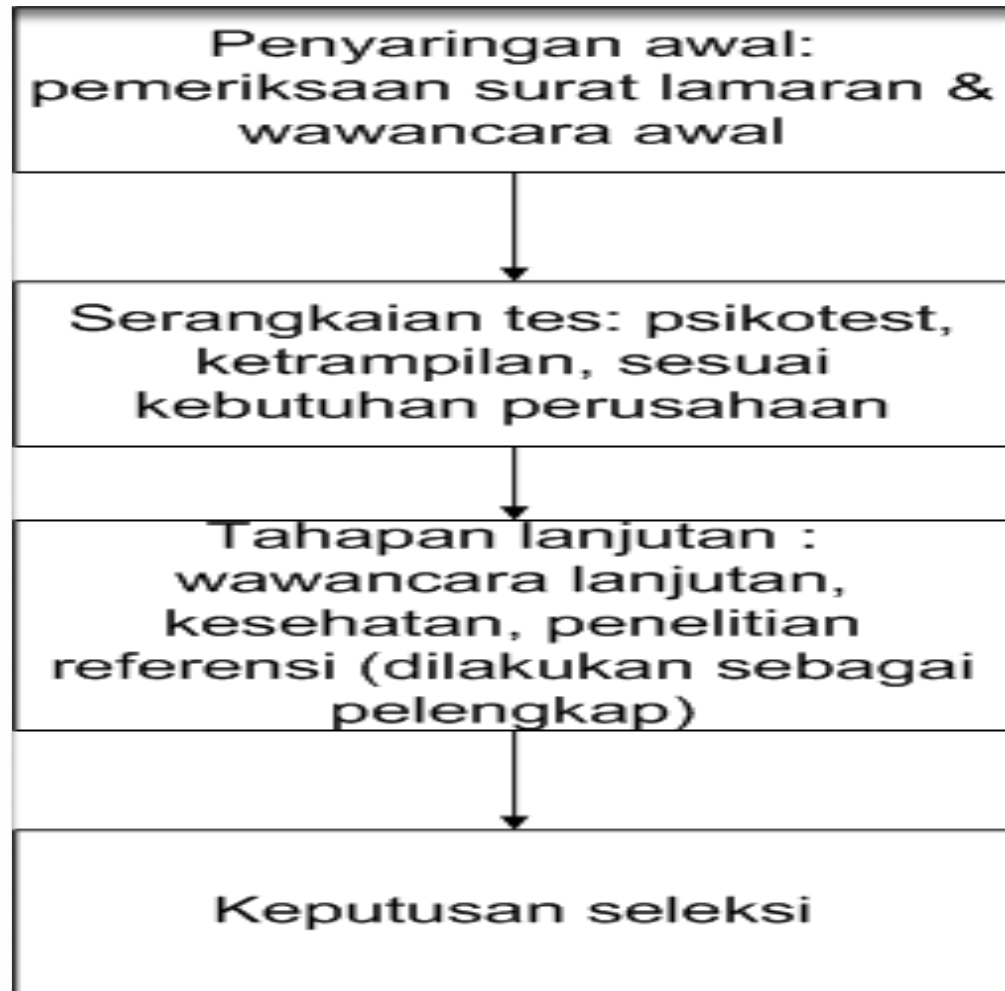 Penyaringan awal:
pemeriksaan surat lamaran &
wawancara awal
Serangkaian tes: psikotest,
ketrampilan, sesuai
kebutuhan perusahaan
Tahapan lanjutan :
wawancara lanjutan,
kesehatan, penelitian
referensi (dilakukan sebagai
pelengkap)
Keputusan seleksi